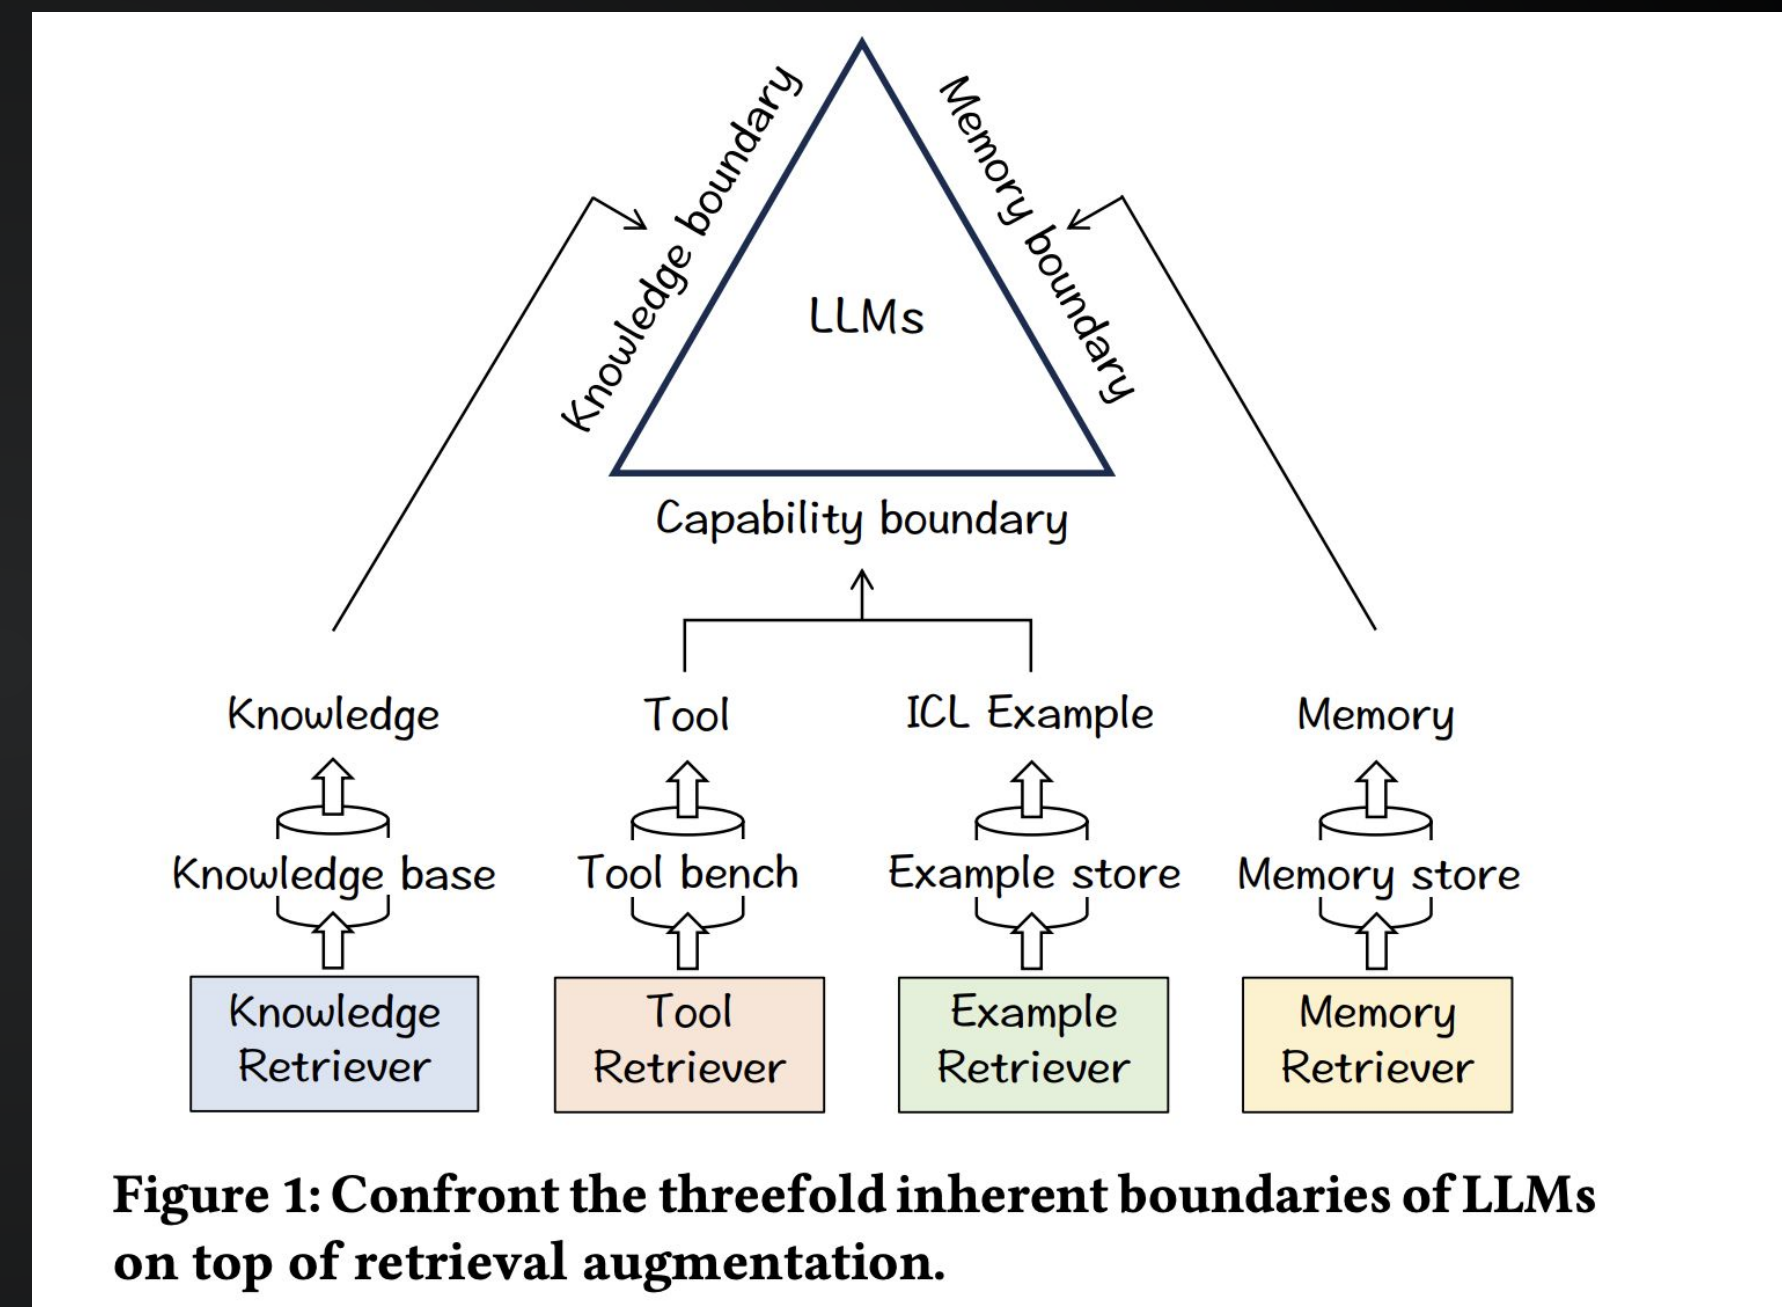 Knowledge boundary
Memory boundary
LLMs
Capability boundary
Knowledge
Tool
ICL Example
Memory
Knowledge base
Tool bench
Example store
Memory store
Knowledge
Retriever
Tool
Retriever
Example
Retriever
Memory
Retriever
Figure 1: Confront the threefold inherent boundaries of LLMs
on top of retrieval augmentation.